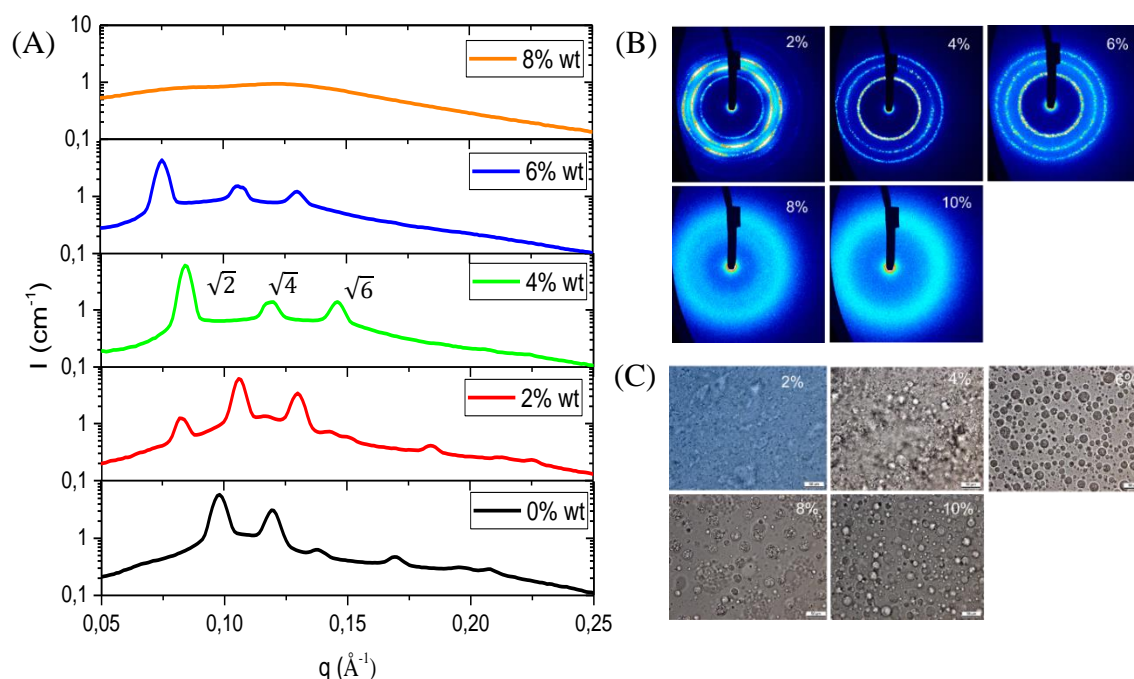 (A)
10
1
0,1
8% wt
1
0,1
6% wt
1
0,1
√2 √4 √6
4% wt
1
0,1
2% wt
1
0,1
0% wt
0,05 0,10 0,15 0,20 0,25
I (cm⁻¹)
q (Å⁻¹)
(B)
2% 4% 6%
8% 10%
(C)
2% 4%
8% 10%